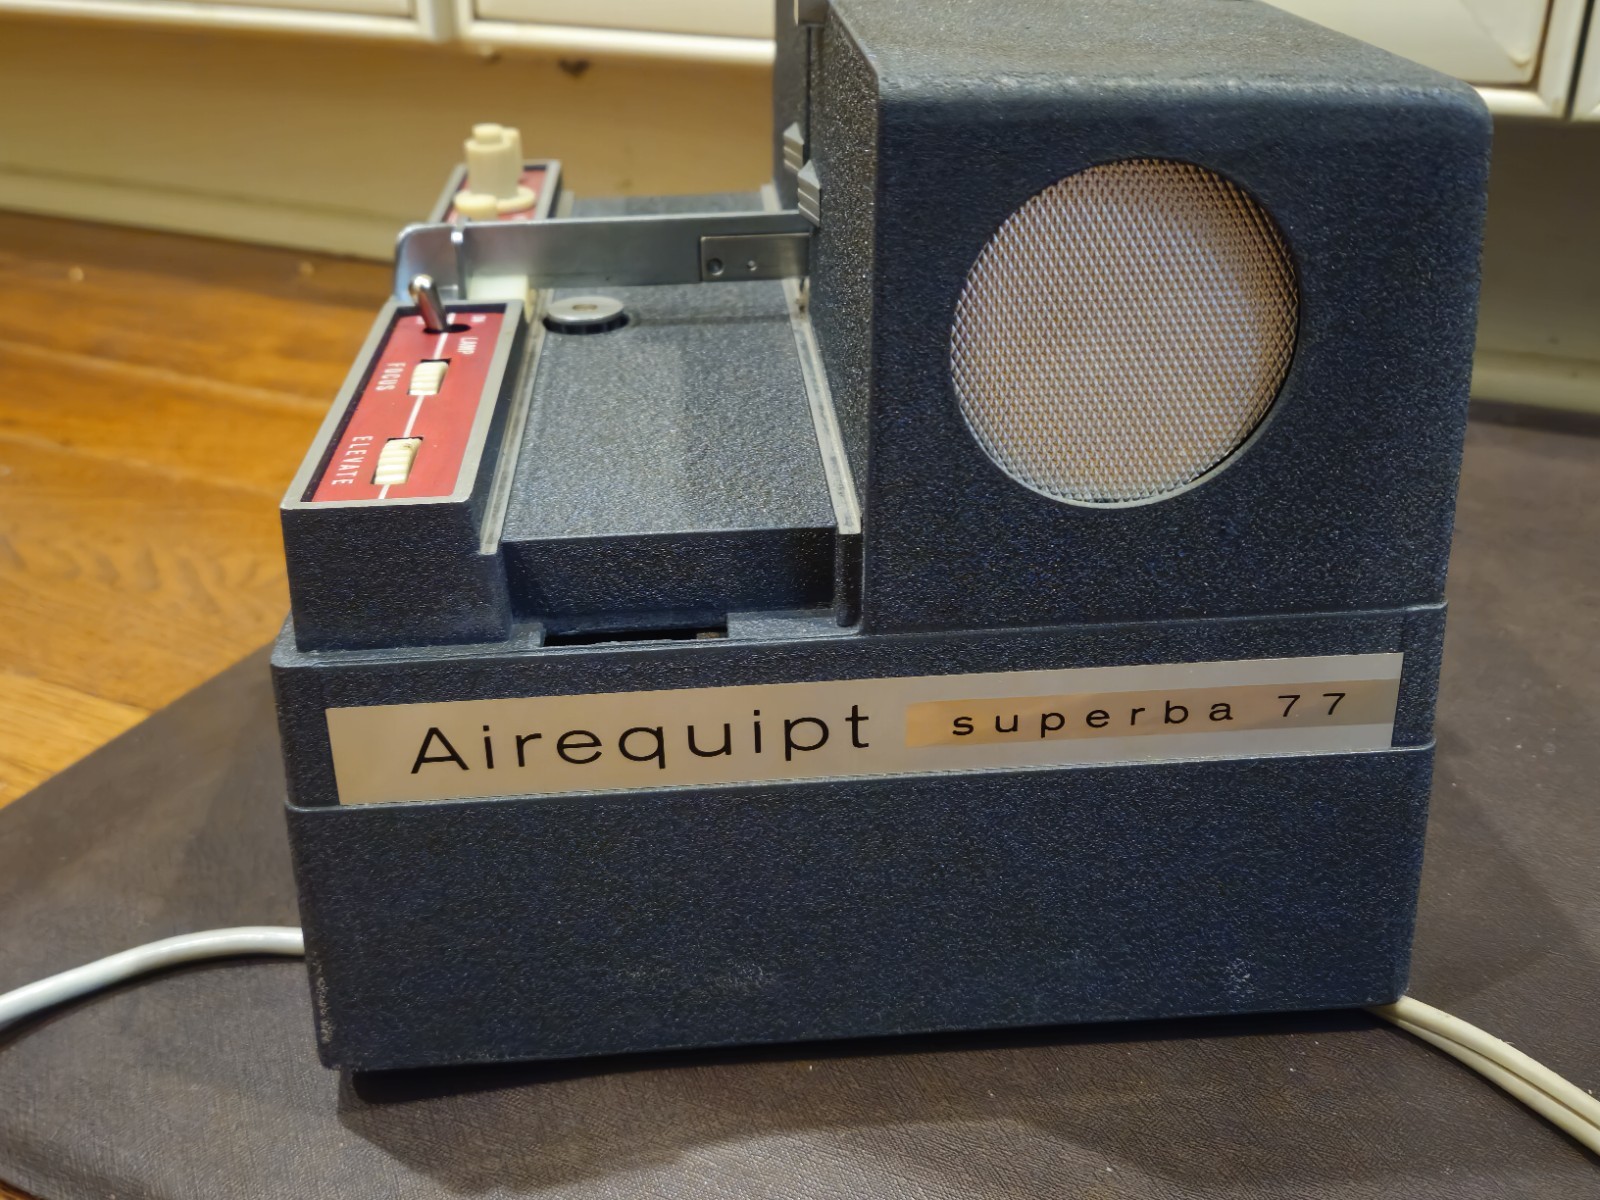 LAMP
FOCUS
ELEVATE
Airequipt superba 77